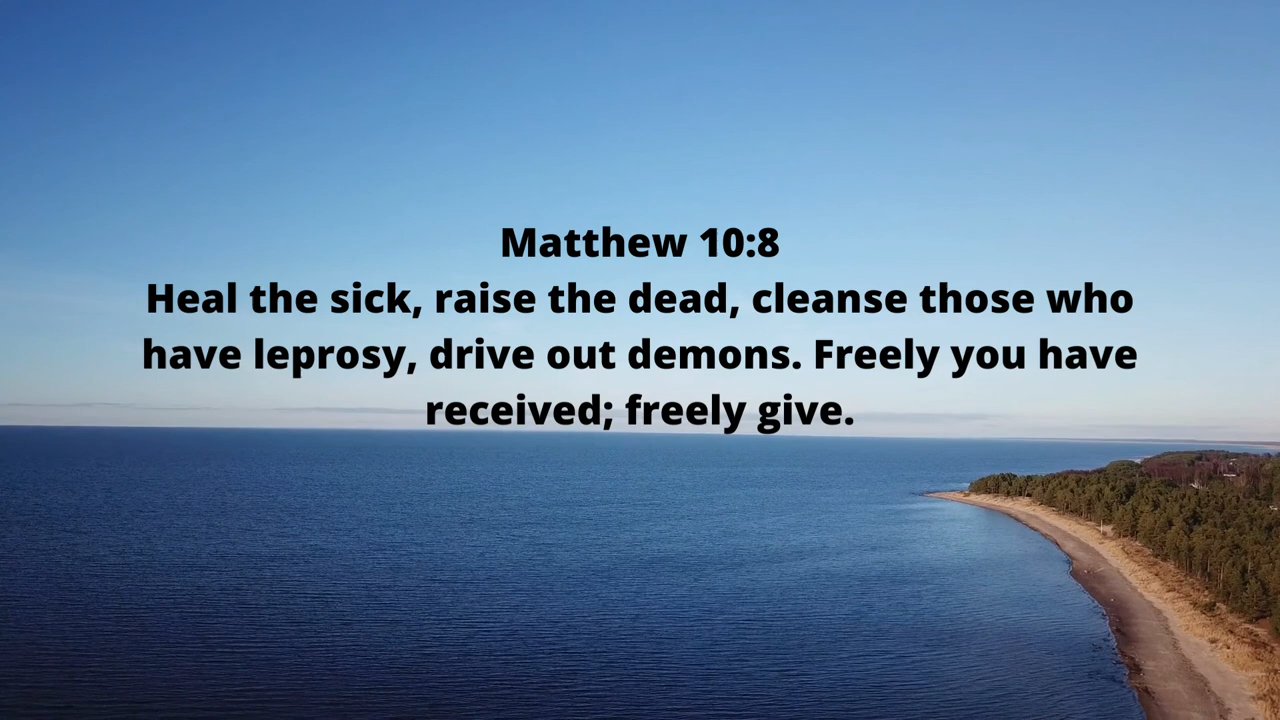 Matthew 10:8
Heal the sick, raise the dead, cleanse those who
have leprosy, drive out demons. Freely you have
received; freely give.